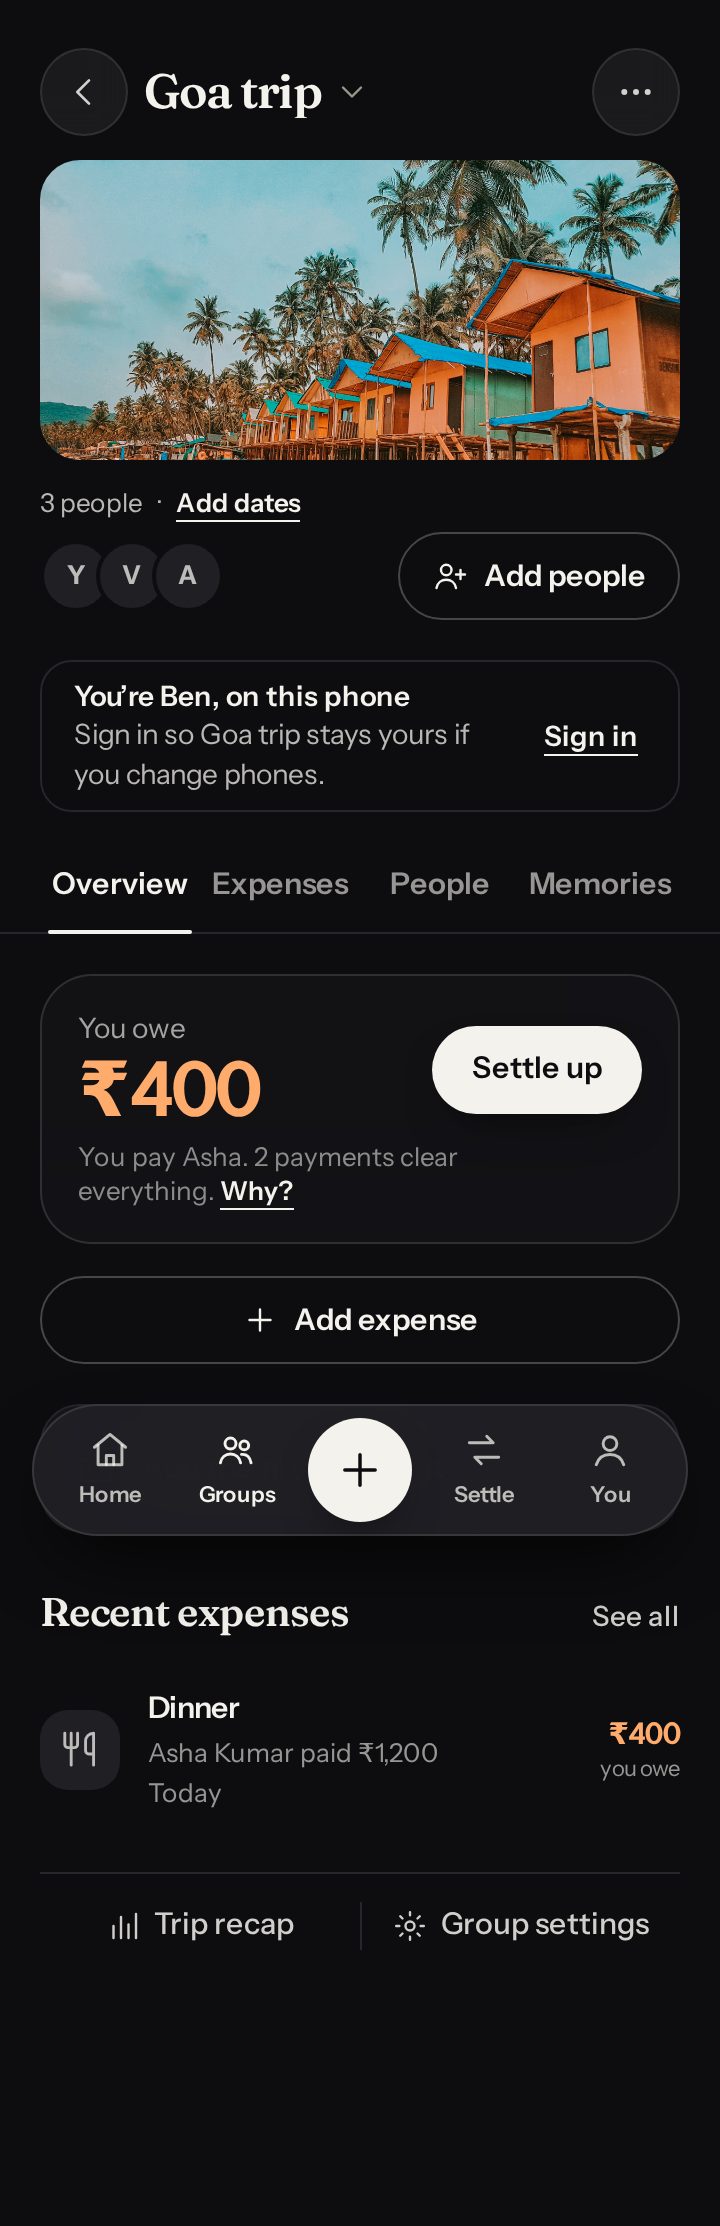 Goa trip
3 people · Add dates
Y V A
Add people
You’re Ben, on this phone
Sign in so Goa trip stays yours if
you change phones.
Sign in
Overview Expenses People Memories
You owe
₹400
Settle up
You pay Asha. 2 payments clear
everything. Why?
Add expense
Home Groups Settle You
Recent expenses
See all
Dinner
Asha Kumar paid ₹1,200
Today
₹400
you owe
Trip recap
Group settings